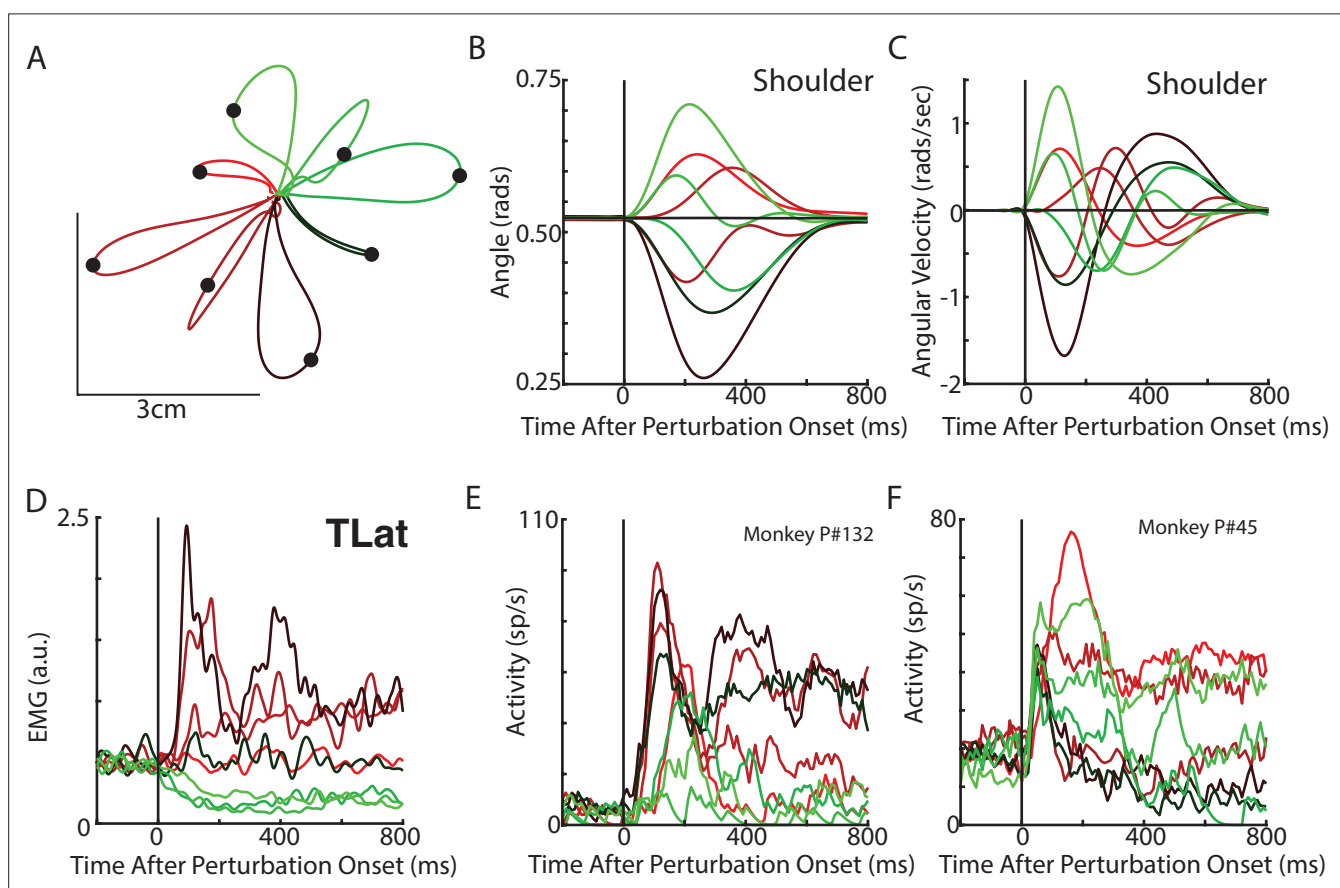 A
3cm
B
Shoulder
0.75
0.50
0.25
Angle (rads)
0
400
800
Time After Perturbation Onset (ms)
C
Shoulder
1
0
-1
-2
Angular Velocity (rads/sec)
0
400
800
Time After Perturbation Onset (ms)
D
TLat
2.5
0
EMG (a.u.)
0
400
800
Time After Perturbation Onset (ms)
E
Monkey P#132
110
0
Activity (sp/s)
0
400
800
Time After Perturbation Onset (ms)
F
Monkey P#45
80
0
Activity (sp/s)
0
400
800
Time After Perturbation Onset (ms)